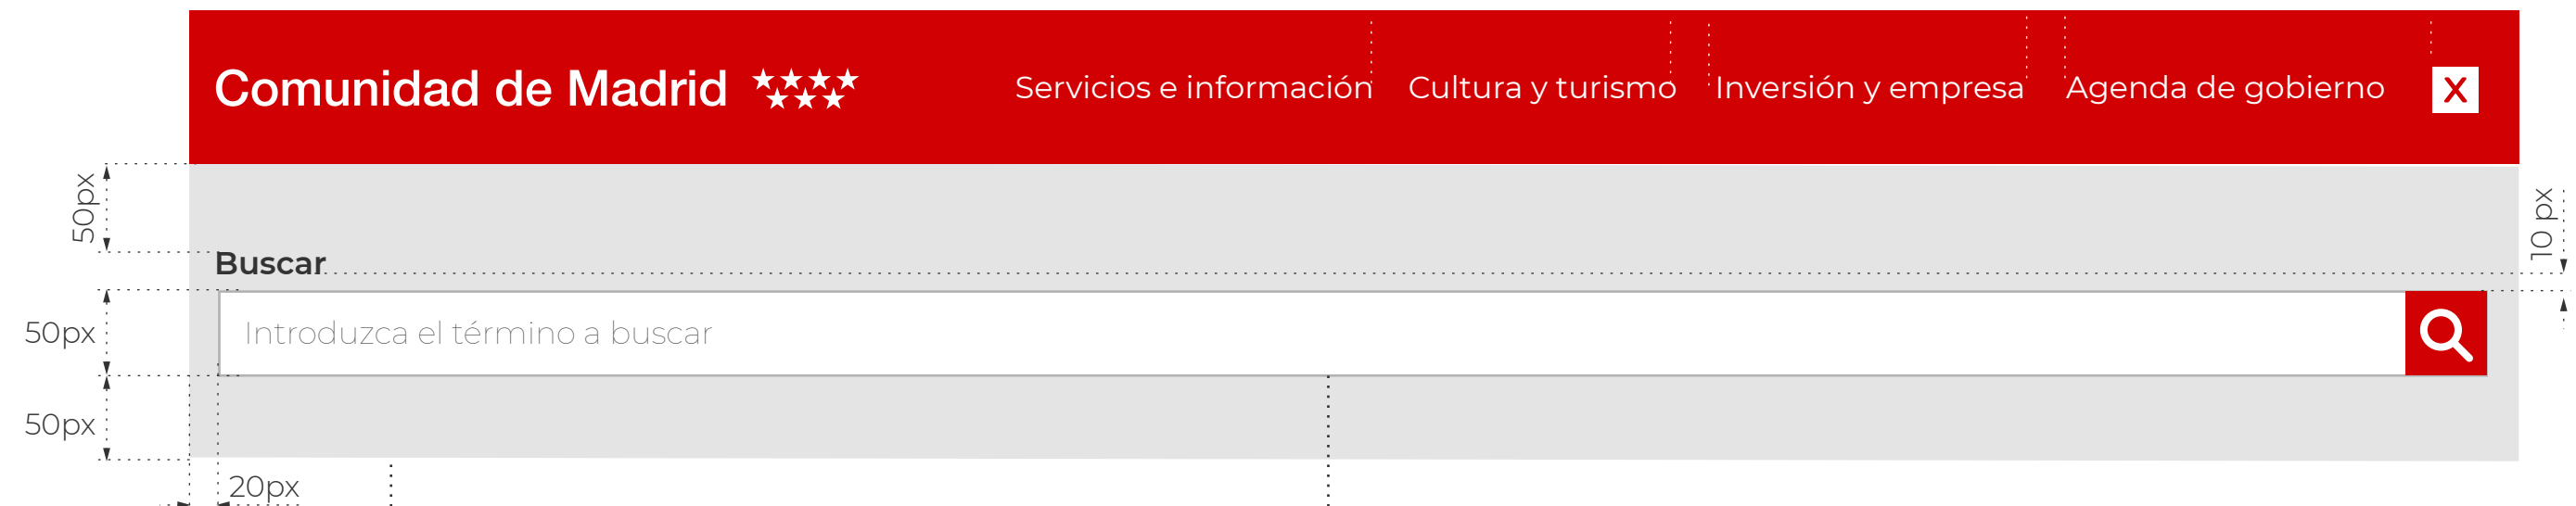 Comunidad de Madrid
Servicios e información
Cultura y turismo
Inversión y empresa
Agenda de gobierno
X
50px
10 px
Buscar
50px
Introduzca el término a buscar
50px
20px